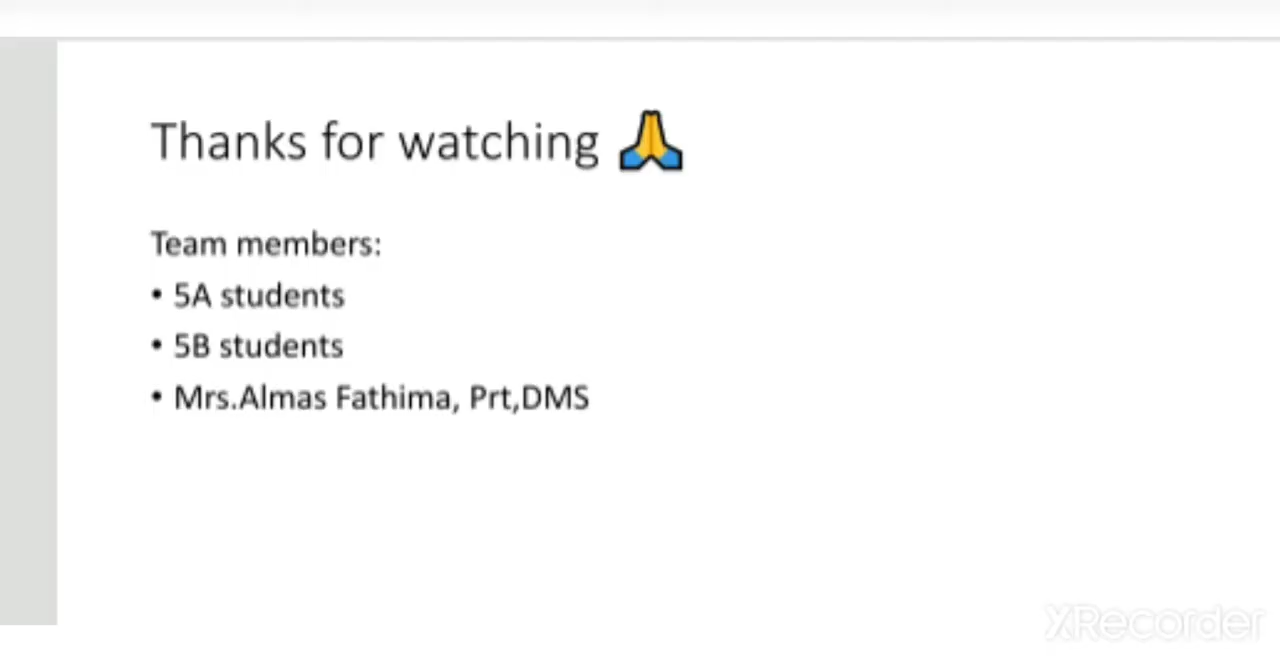 Thanks for watching 🙏
Team members:
• 5A students
• 5B students
• Mrs.Almas Fathima, Prt,DMS
XRecorder